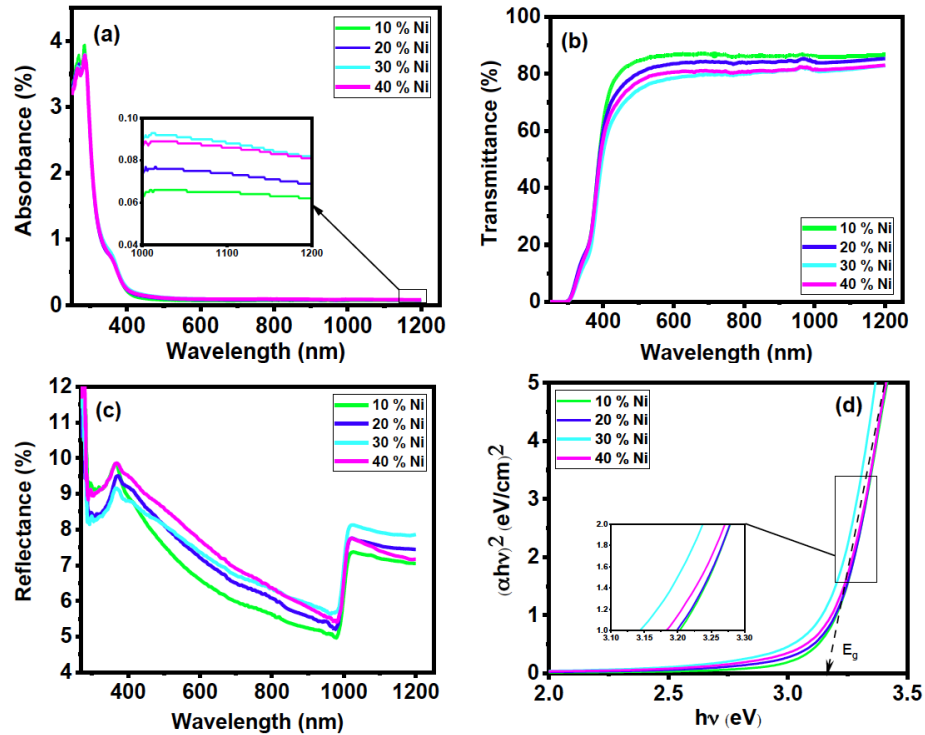 (a)
10 % Ni
20 % Ni
30 % Ni
40 % Ni
Absorbance (%)
4
3
2
1
0
0.10
0.08
0.06
0.04
1000 1100 1200
400 600 800 1000 1200
Wavelength (nm)
(b)
100
80
60
40
20
0
Transmittance (%)
10 % Ni
20 % Ni
30 % Ni
40 % Ni
400 600 800 1000 1200
Wavelength (nm)
(c)
12
11
10
9
8
7
6
5
4
Reflectance (%)
10 % Ni
20 % Ni
30 % Ni
40 % Ni
400 600 800 1000 1200
Wavelength (nm)
(d)
5
4
3
2
1
0
(αhν)2 (eV/cm)2
10 % Ni
20 % Ni
30 % Ni
40 % Ni
2.0
1.8
1.6
1.4
1.2
1.0
3.10 3.15 3.20 3.25 3.30
Eg
2.0 2.5 3.0 3.5
hν (eV)